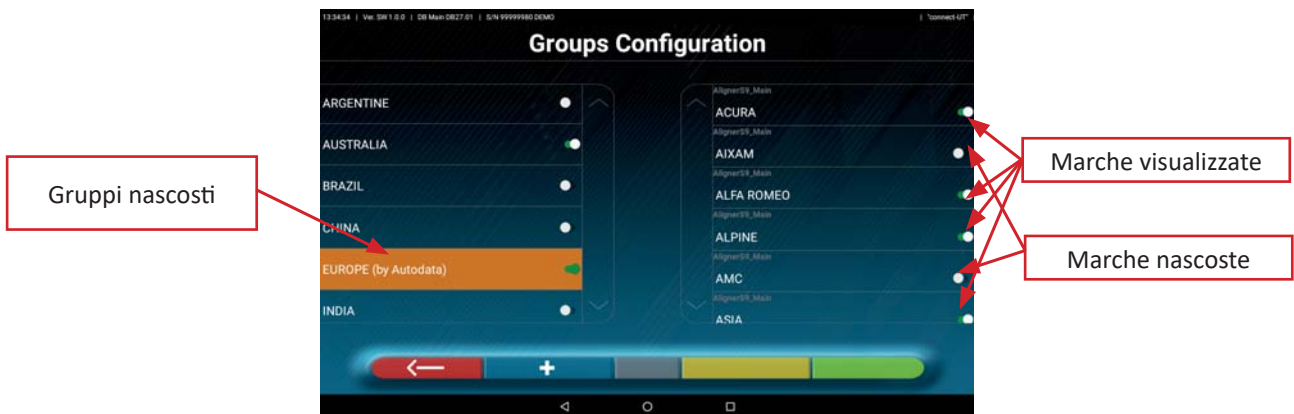 13:34:34 | Ver. SW 1.0.0 | DB Main DB27.01 | S/N 99999980 DEMO | "connect-UT"
Groups Configuration
ARGENTINE
AUSTRALIA
BRAZIL
CHINA
EUROPE (by Autodata)
INDIA
AlignerS9_Main
ACURA
AlignerS9_Main
AIXAM
AlignerS9_Main
ALFA ROMEO
AlignerS9_Main
ALPINE
AlignerS9_Main
AMC
AlignerS9_Main
ASIA
Gruppi nascosti
Marche visualizzate
Marche nascoste